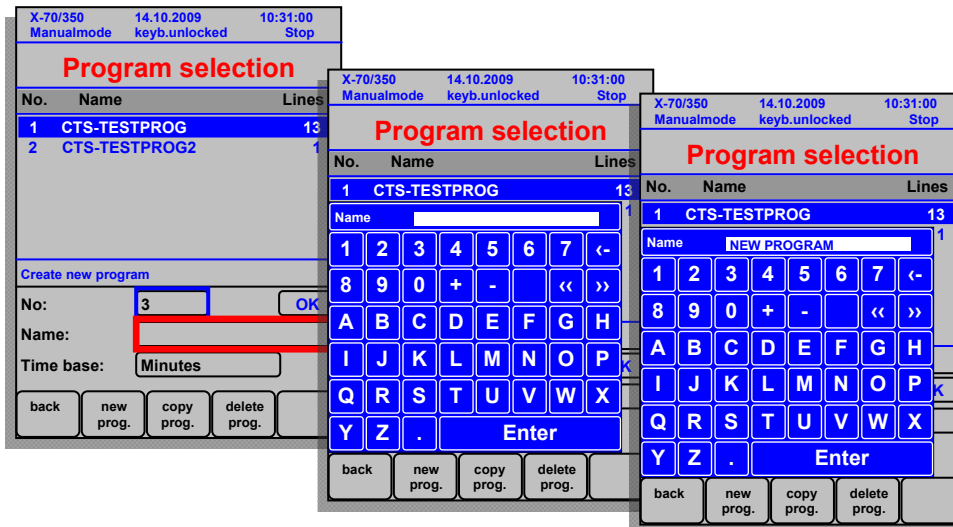 X-70/350 14.10.2009 10:31:00
Manualmode keyb.unlocked Stop
Program selection
No. Name Lines
1 CTS-TESTPROG 13
2 CTS-TESTPROG2 1
Create new program
No: 3 OK
Name:
Time base: Minutes
back new prog. copy prog. delete prog.
X-70/350 14.10.2009 10:31:00
Manualmode keyb.unlocked Stop
Program selection
No. Name Lines
1 CTS-TESTPROG 13
1
Name
1 2 3 4 5 6 7 ‹-
8 9 0 + - ‹‹ ››
A B C D E F G H
I J K L M N O P
K
Q R S T U V W X
Y Z . Enter
back new prog. copy prog. delete prog.
X-70/350 14.10.2009 10:31:00
Manualmode keyb.unlocked Stop
Program selection
No. Name Lines
1 CTS-TESTPROG 13
1
Name NEW PROGRAM
1 2 3 4 5 6 7 ‹-
8 9 0 + - ‹‹ ››
A B C D E F G H
I J K L M N O P
K
Q R S T U V W X
Y Z . Enter
back new prog. copy prog. delete prog.